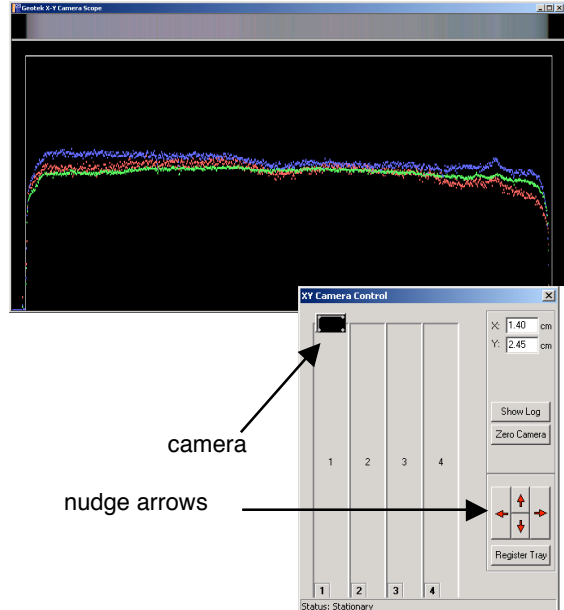 Geotek X-Y Camera Scope
XY Camera Control
X: 1.40 cm
Y: 2.45 cm
Show Log
Zero Camera
camera
1 2 3 4
nudge arrows
Register Tray
1 2 3 4
Status: Stationary